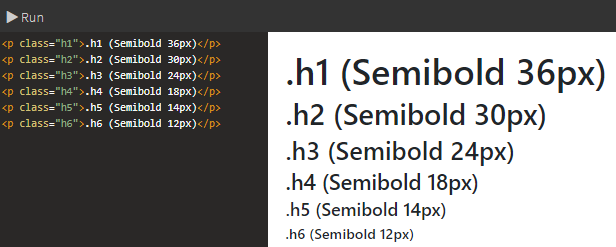 Run
<p class="h1">.h1 (Semibold 36px)</p>
<p class="h2">.h2 (Semibold 30px)</p>
<p class="h3">.h3 (Semibold 24px)</p>
<p class="h4">.h4 (Semibold 18px)</p>
<p class="h5">.h5 (Semibold 14px)</p>
<p class="h6">.h6 (Semibold 12px)</p>
.h1 (Semibold 36px)
.h2 (Semibold 30px)
.h3 (Semibold 24px)
.h4 (Semibold 18px)
.h5 (Semibold 14px)
.h6 (Semibold 12px)